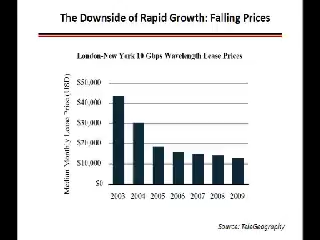 The Downside of Rapid Growth: Falling Prices
London-New York 10 Gbps Wavelength Lease Prices
Median Monthly Lease Price (USD)
$50,000
$40,000
$30,000
$20,000
$10,000
$0
2003 2004 2005 2006 2007 2008 2009
Source: TeleGeography